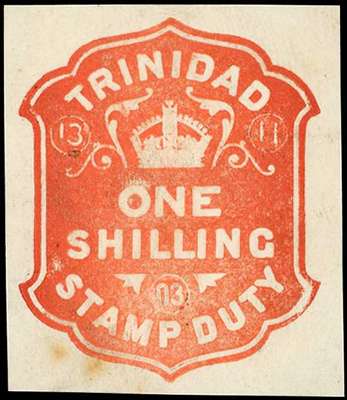 TRINIDAD
13 11
ONE
SHILLING
13
STAMP DUTY